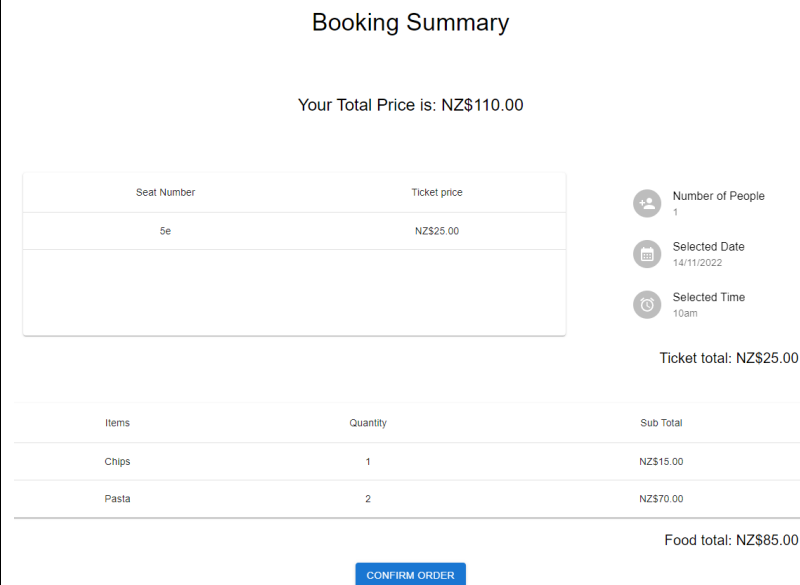 Booking Summary
Your Total Price is: NZ$110.00
Seat Number Ticket price
5e NZ$25.00
Number of People
1
Selected Date
14/11/2022
Selected Time
10am
Ticket total: NZ$25.00
Items Quantity Sub Total
Chips 1 NZ$15.00
Pasta 2 NZ$70.00
Food total: NZ$85.00
CONFIRM ORDER